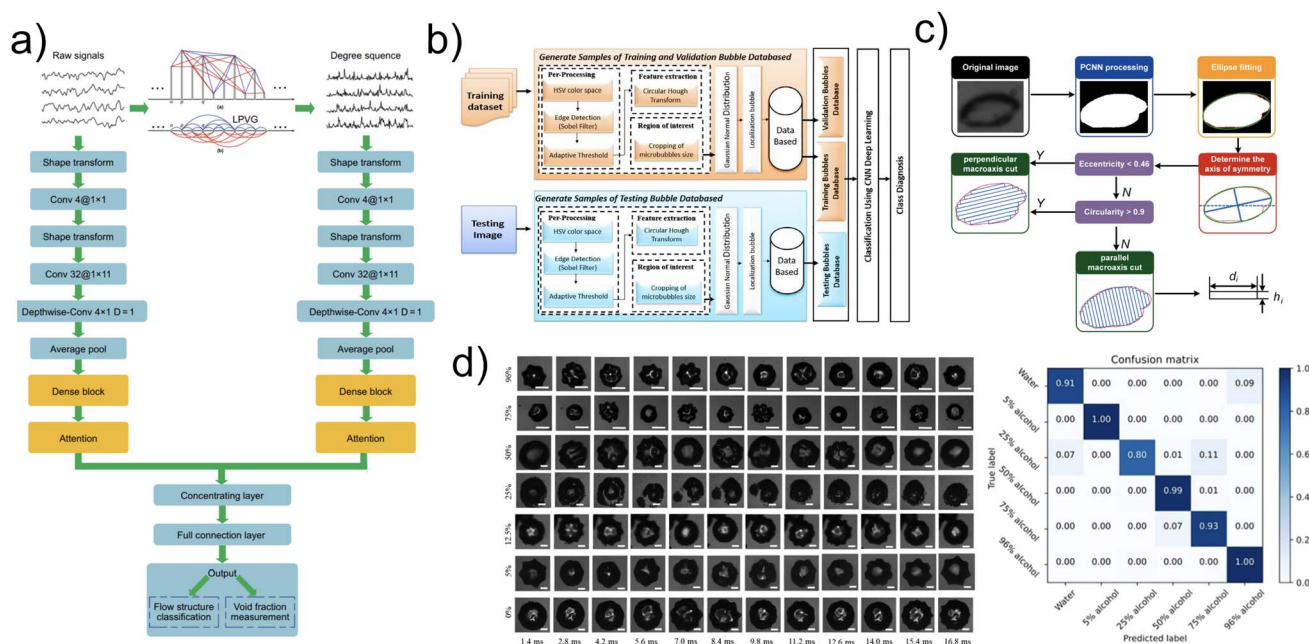 a)
Raw signals
Degree squence
LPVG
(a)
(b)
Shape transform
Shape transform
Conv 4@1×1
Conv 4@1×1
Shape transform
Shape transform
Conv 32@1×11
Conv 32@1×11
Depthwise-Conv 4×1 D = 1
Depthwise-Conv 4×1 D = 1
Average pool
Average pool
Dense block
Dense block
Attention
Attention
Concentrating layer
Full connection layer
Output
Flow structure
classification
Void fraction
measurement
b)
Training
dataset
Generate Samples of Training and Validation Bubble Databased
Per-Processing
HSV color space
Edge Detection
(Sobel Filter)
Adaptive Threshold
Feature extraction
Circular Hough
Transform
Region of interest
Cropping of
microbubbles size
Gaussian Normal Distribution
Localization bubble
Data
Based
Testing
Image
Generate Samples of Testing Bubble Databased
Per-Processing
HSV color space
Edge Detection
(Sobel Filter)
Adaptive Threshold
Feature extraction
Circular Hough
Transform
Region of interest
Cropping of
microbubbles size
Gaussian Normal Distribution
Localization bubble
Data
Based
Validation Bubbles
Database
Training Bubbles
Database
Testing Bubbles
Database
Classification Using CNN Deep Learning
Class Diagnosis
c)
Original image
PCNN processing
Ellipse fitting
perpendicular
macroaxis cut
Y
Eccentricity < 0.46
Determine the
axis of symmetry
N
Y
Circularity > 0.9
N
parallel
macroaxis cut
di
hi
d)
96%
75%
50%
25%
12.5%
5%
0%
1.4 ms 2.8 ms 4.2 ms 5.6 ms 7.0 ms 8.4 ms 9.8 ms 11.2 ms 12.6 ms 14.0 ms 15.4 ms 16.8 ms
Confusion matrix
True label
Water 0.91 0.00 0.00 0.00 0.00 0.09
5% alcohol 0.00 1.00 0.00 0.00 0.00 0.00
25% alcohol 0.07 0.00 0.80 0.01 0.11 0.00
50% alcohol 0.00 0.00 0.00 0.99 0.01 0.00
75% alcohol 0.00 0.00 0.00 0.07 0.93 0.00
96% alcohol 0.00 0.00 0.00 0.00 0.00 1.00
Water 5% alcohol 25% alcohol 50% alcohol 75% alcohol 96% alcohol
Predicted label
1.0
0.8
0.6
0.4
0.2
0.0